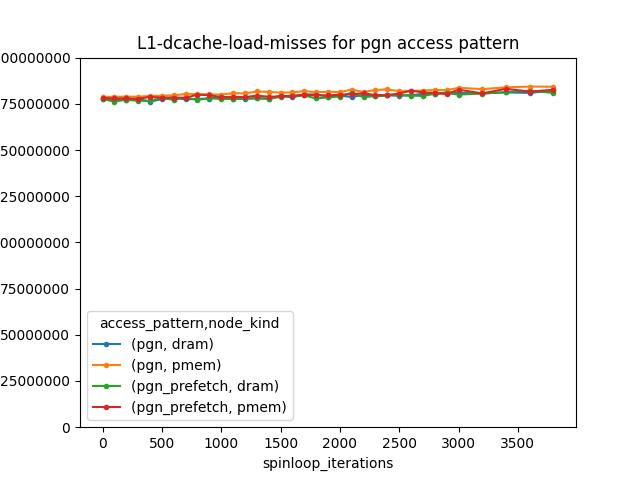 L1-dcache-load-misses for pgn access pattern
00000000
75000000
50000000
25000000
00000000
75000000
50000000
25000000
0
access_pattern,node_kind
(pgn, dram)
(pgn, pmem)
(pgn_prefetch, dram)
(pgn_prefetch, pmem)
0 500 1000 1500 2000 2500 3000 3500
spinloop_iterations